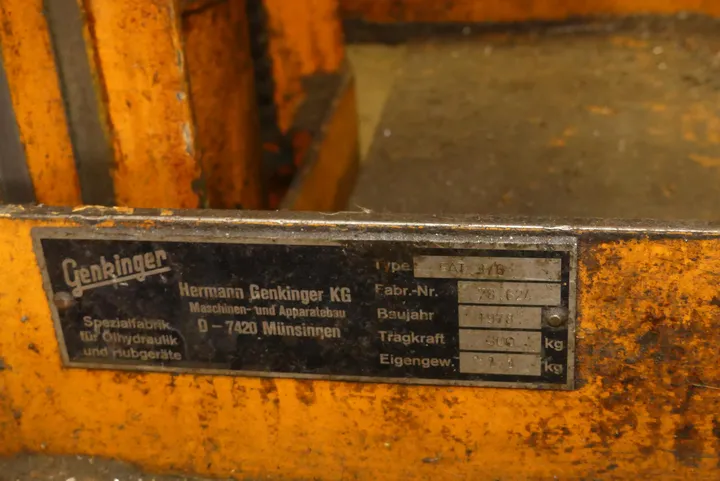 Genkinger
Spezialfabrik
für Ölhydraulik
und Hubgeräte
Hermann Genkinger KG
Maschinen- und Apparatebau
D - 7420 Münsingen
Type
Fabr.-Nr.
Baujahr
Tragkraft kg
Eigengew. kg